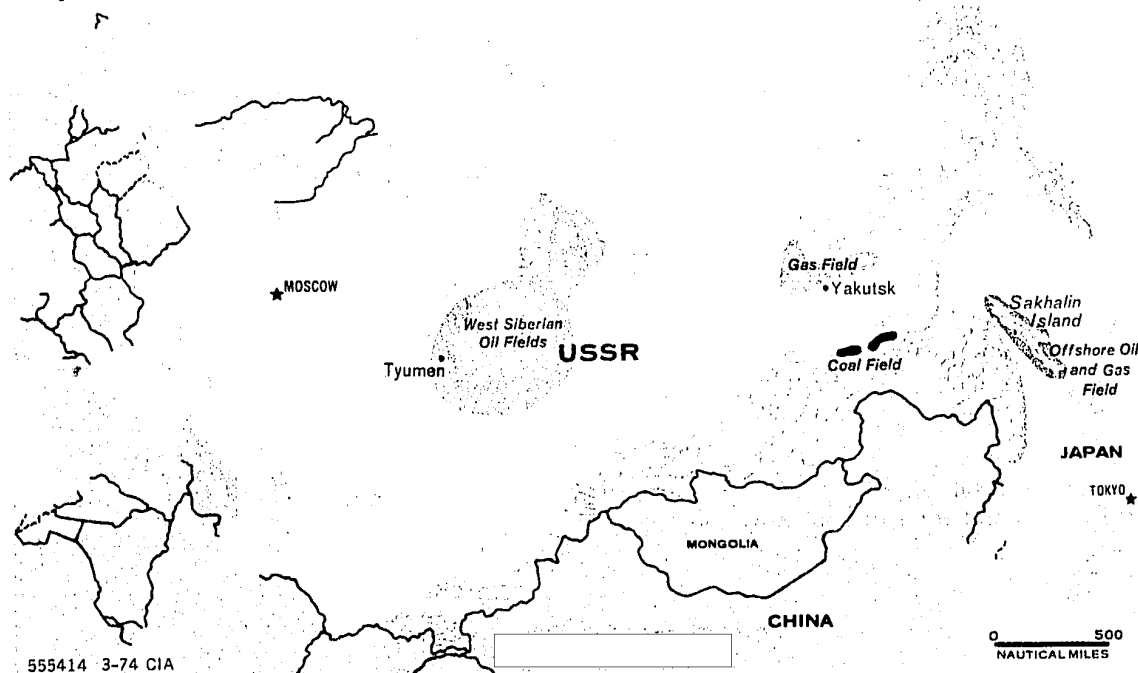 Gas Field
Yakutsk
MOSCOW
Sakhalin
Island
West Siberian
Oil Fields
USSR
Offshore Oil
and Gas
Field
Tyumen
Coal Field
JAPAN
TOKYO
MONGOLIA
CHINA
0 500
NAUTICAL MILES
555414 3-74 CIA